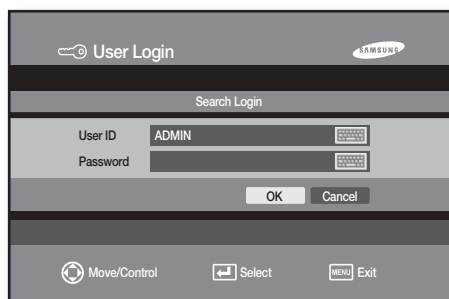 User Login
SAMSUNG
Search Login
User ID ADMIN
Password
OK Cancel
Move/Control Select MENU Exit